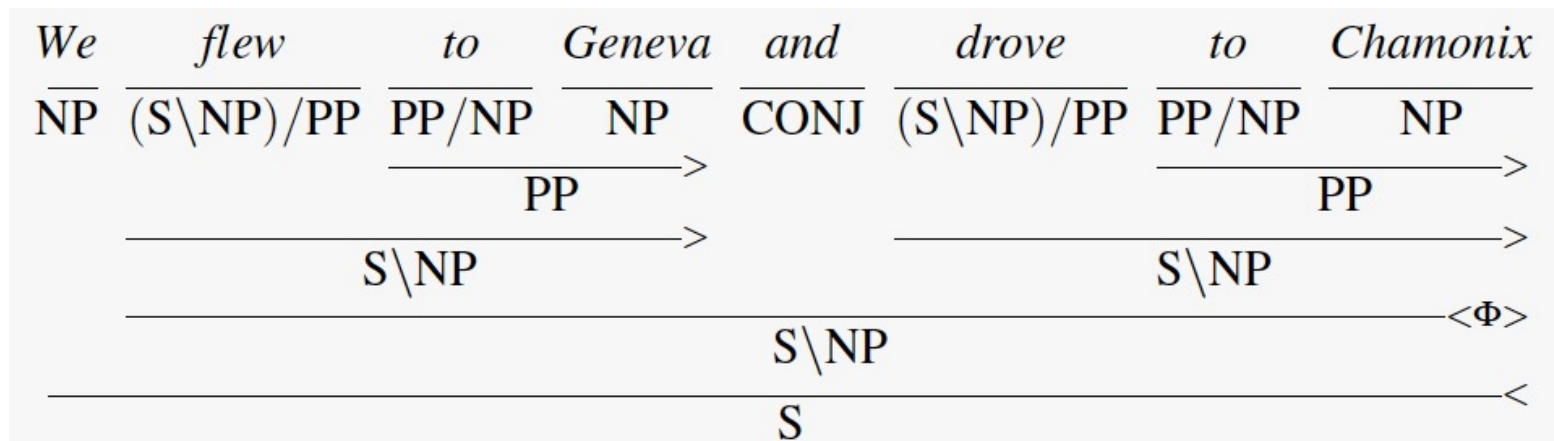 We flew to Geneva and drove to Chamonix
NP (S\NP)/PP PP/NP NP CONJ (S\NP)/PP PP/NP NP
> >
PP PP
> >
S\NP S\NP
<Φ>
S\NP
<
S